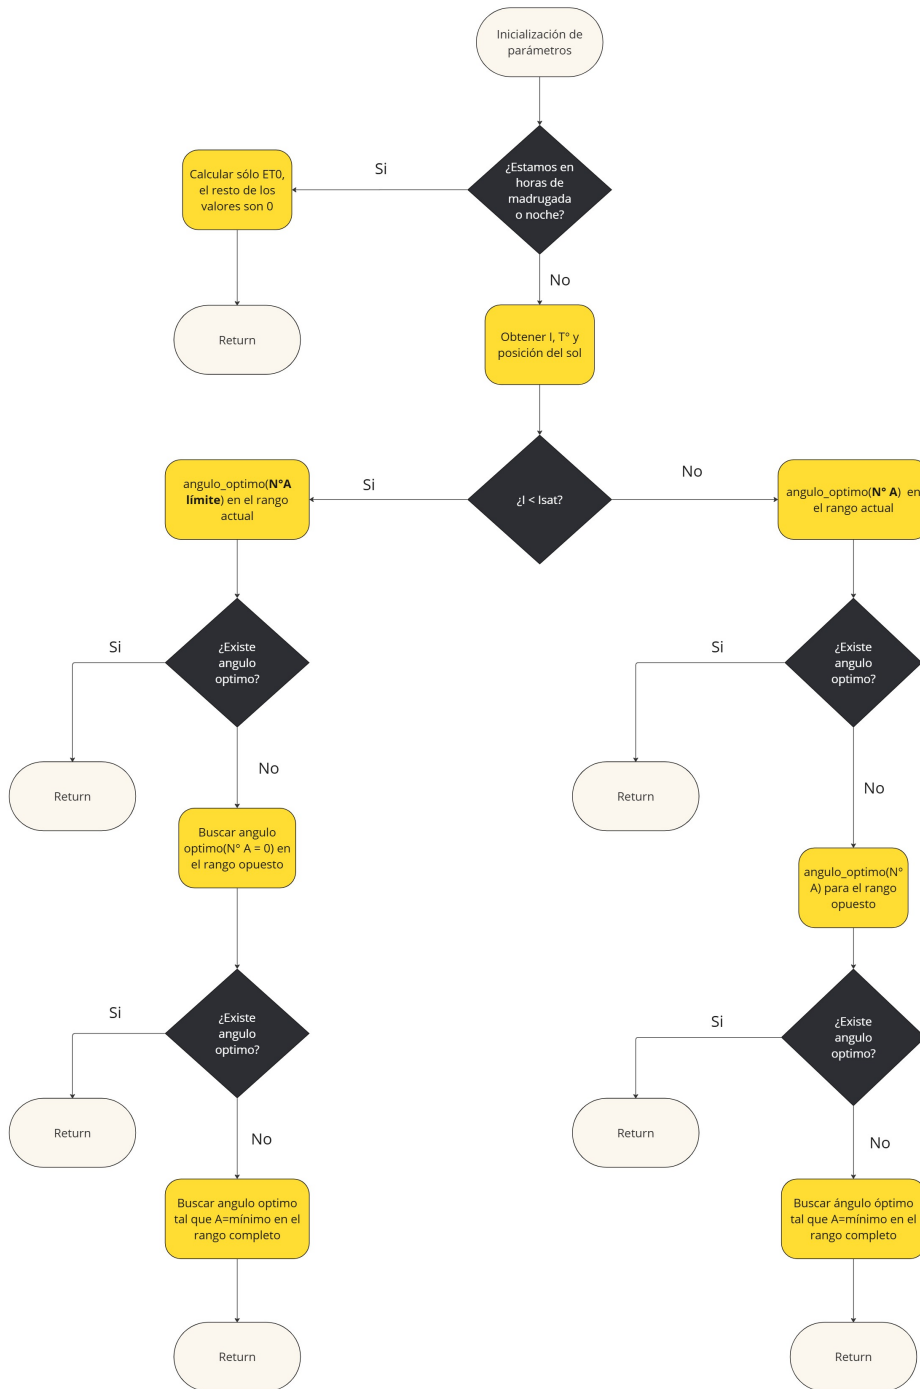 Inicialización de
parámetros
¿Estamos en
horas de
madrugada
o noche?
Si
Calcular sólo ET0,
el resto de los
valores son 0
Return
No
Obtener I, T° y
posición del sol
¿I < Isat?
Si
angulo_optimo(N°A
límite) en el rango
actual
No
angulo_optimo(N° A) en
el rango actual
¿Existe
angulo
optimo?
Si
Return
No
Buscar angulo
optimo(N° A = 0) en
el rango opuesto
¿Existe
angulo
optimo?
Si
Return
No
Buscar angulo optimo
tal que A=mínimo en el
rango completo
Return
¿Existe
angulo
optimo?
Si
Return
No
angulo_optimo(N°
A) para el rango
opuesto
¿Existe
angulo
optimo?
Si
Return
No
Buscar ángulo óptimo
tal que A=mínimo en el
rango completo
Return